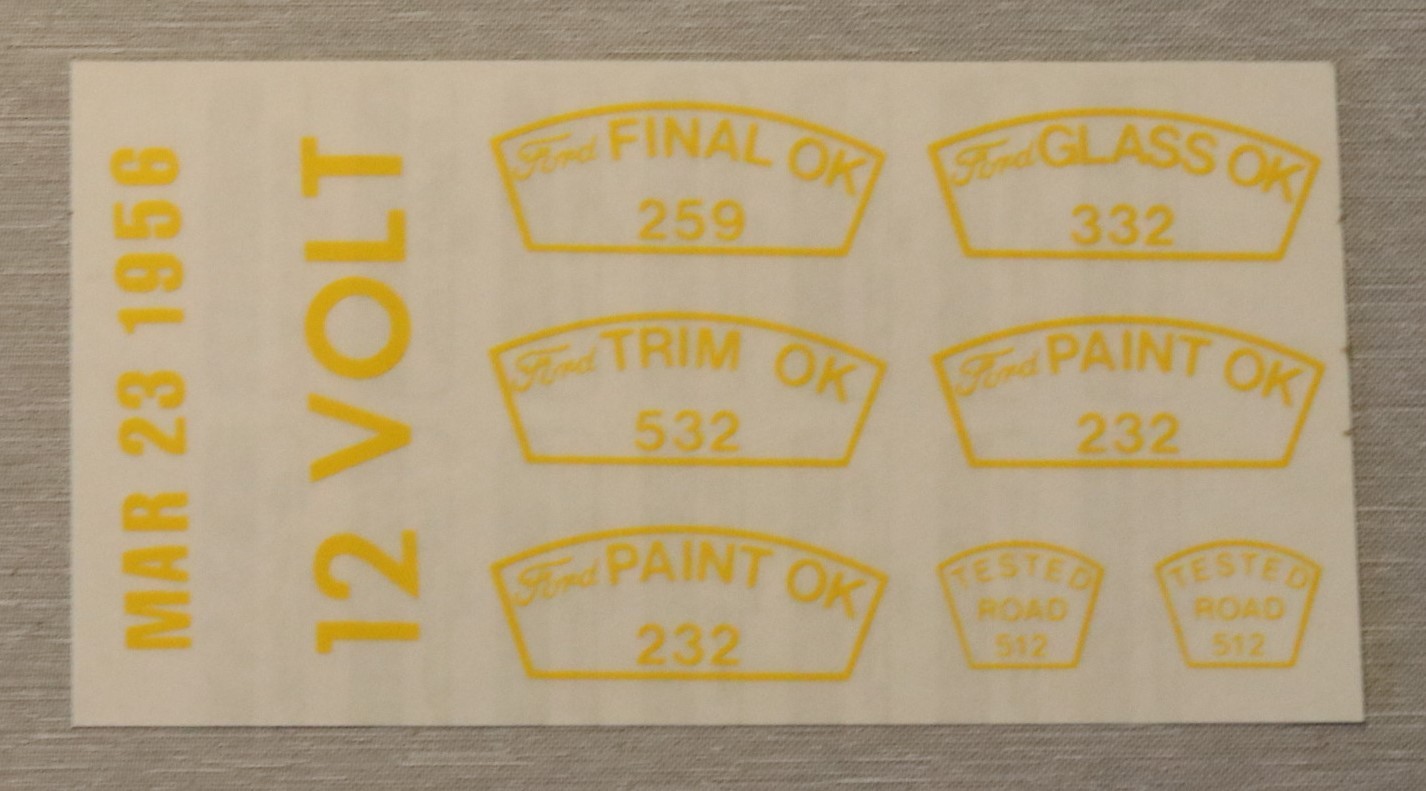 MAR 23 1956
12 VOLT
Ford FINAL OK
259
Ford GLASS OK
332
Ford TRIM OK
532
Ford PAINT OK
232
Ford PAINT OK
232
TESTED
ROAD
512
TESTED
ROAD
512